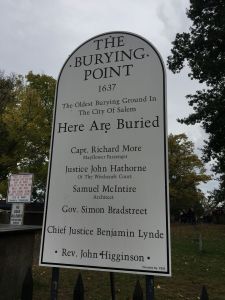 THE
BURYING
POINT
1637
The Oldest Burying Ground In
The City Of Salem
Here Are Buried
Capt. Richard More
Mayflower Passenger
Justice John Hathorne
Of The Witchcraft Court
Samuel McIntire
Architect
Gov. Simon Bradstreet
Chief Justice Benjamin Lynde
· Rev. John Higginson ·